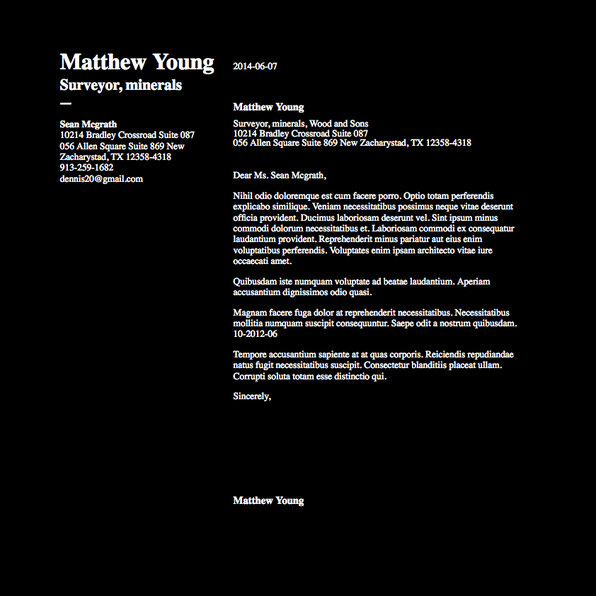 Matthew Young
Surveyor, minerals
—
Sean Mcgrath
10214 Bradley Crossroad Suite 087
056 Allen Square Suite 869 New
Zacharystad, TX 12358-4318
913-259-1682
dennis20@gmail.com
2014-06-07
Matthew Young
Surveyor, minerals, Wood and Sons
10214 Bradley Crossroad Suite 087
056 Allen Square Suite 869 New Zacharystad, TX 12358-4318
Dear Ms. Sean Mcgrath,
Nihil odio doloremque est cum facere porro. Optio totam perferendis
explicabo similique. Veniam necessitatibus possimus neque vitae deserunt
officia provident. Ducimus laboriosam deserunt vel. Sint ipsum minus
commodi dolorum necessitatibus et. Laboriosam commodi ex consequatur
laudantium provident. Reprehenderit minus pariatur aut eius enim
voluptatibus perferendis. Voluptates enim ipsam architecto vitae iure
occaecati amet.
Quibusdam iste numquam voluptate ad beatae laudantium. Aperiam
accusantium dignissimos odio quasi.
Magnam facere fuga dolor at reprehenderit necessitatibus. Necessitatibus
mollitia numquam suscipit consequuntur. Saepe odit a nostrum quibusdam.
10-2012-06
Tempore accusantium sapiente at at quas corporis. Reiciendis repudiandae
natus fugit necessitatibus suscipit. Consectetur blanditiis placeat ullam.
Corrupti soluta totam esse distinctio qui.
Sincerely,
Matthew Young